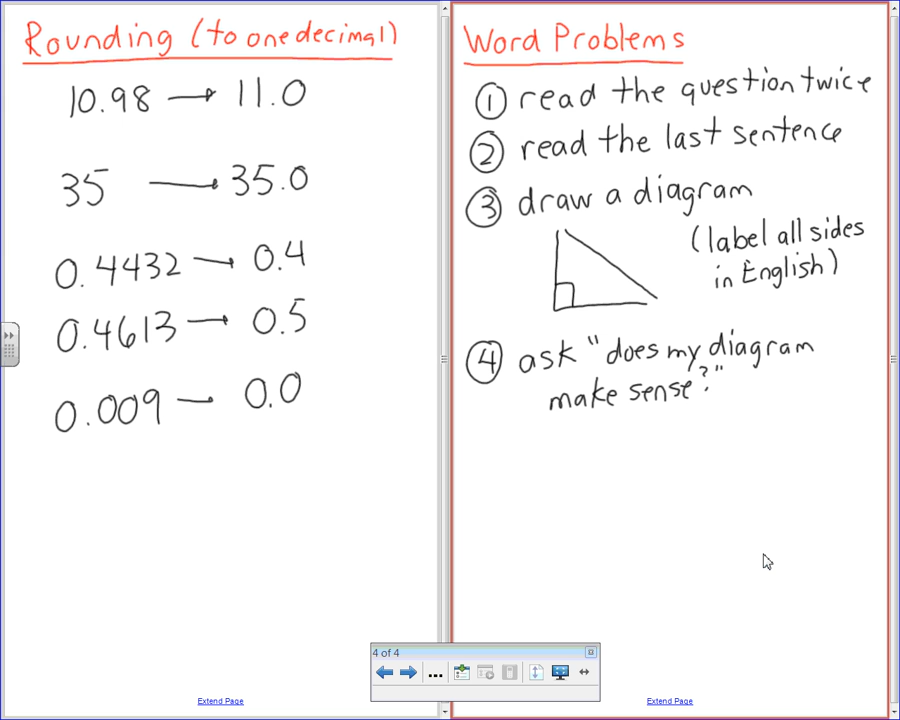 Rounding (to one decimal)
10.98 → 11.0
35 → 35.0
0.4432 → 0.4
0.4613 → 0.5
0.009 → 0.0
Extend Page
Word Problems
① read the question twice
② read the last sentence
③ draw a diagram
(label all sides
in English)
④ ask "does my diagram
make sense?"
Extend Page
4 of 4
...